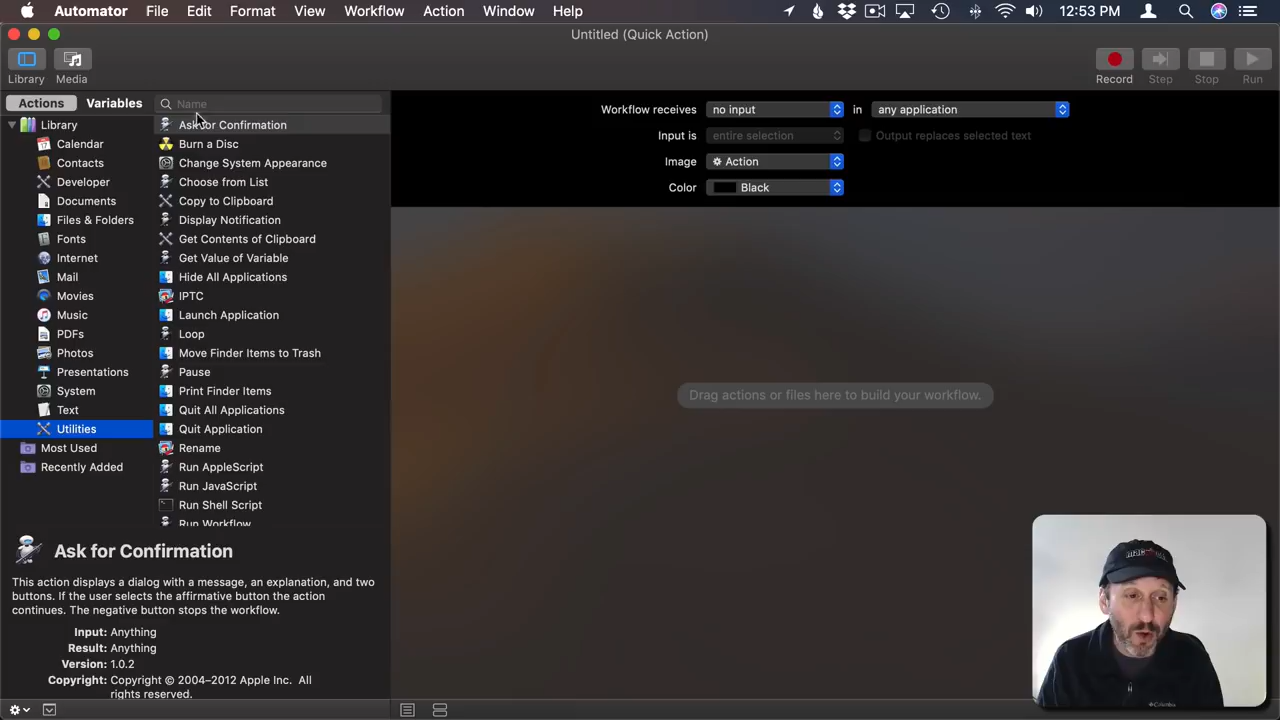 Automator File Edit Format View Workflow Action Window Help 12:53 PM
Untitled (Quick Action)
Library Media Record Step Stop Run
Actions Variables Name
Library
Calendar
Contacts
Developer
Documents
Files & Folders
Fonts
Internet
Mail
Movies
Music
PDFs
Photos
Presentations
System
Text
Utilities
Most Used
Recently Added
Ask for Confirmation
Burn a Disc
Change System Appearance
Choose from List
Copy to Clipboard
Display Notification
Get Contents of Clipboard
Get Value of Variable
Hide All Applications
IPTC
Launch Application
Loop
Move Finder Items to Trash
Pause
Print Finder Items
Quit All Applications
Quit Application
Rename
Run AppleScript
Run JavaScript
Run Shell Script
Run Workflow
Workflow receives no input in any application
Input is entire selection Output replaces selected text
Image Action
Color Black
Drag actions or files here to build your workflow.
Ask for Confirmation
This action displays a dialog with a message, an explanation, and two
buttons. If the user selects the affirmative button the action
continues. The negative button stops the workflow.
Input: Anything
Result: Anything
Version: 1.0.2
Copyright: Copyright © 2004–2012 Apple Inc. All
rights reserved.
Columbia